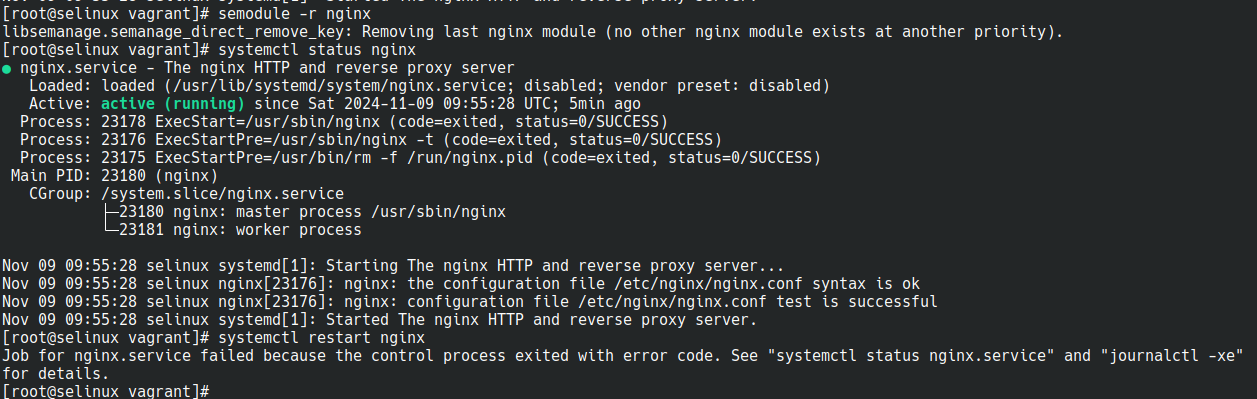 [root@selinux vagrant]# semodule -r nginx
libsemanage.semanage_direct_remove_key: Removing last nginx module (no other nginx module exists at another priority).
[root@selinux vagrant]# systemctl status nginx
● nginx.service - The nginx HTTP and reverse proxy server
   Loaded: loaded (/usr/lib/systemd/system/nginx.service; disabled; vendor preset: disabled)
   Active: active (running) since Sat 2024-11-09 09:55:28 UTC; 5min ago
  Process: 23178 ExecStart=/usr/sbin/nginx (code=exited, status=0/SUCCESS)
  Process: 23176 ExecStartPre=/usr/sbin/nginx -t (code=exited, status=0/SUCCESS)
  Process: 23175 ExecStartPre=/usr/bin/rm -f /run/nginx.pid (code=exited, status=0/SUCCESS)
 Main PID: 23180 (nginx)
   CGroup: /system.slice/nginx.service
           ├─23180 nginx: master process /usr/sbin/nginx
           └─23181 nginx: worker process
Nov 09 09:55:28 selinux systemd[1]: Starting The nginx HTTP and reverse proxy server...
Nov 09 09:55:28 selinux nginx[23176]: nginx: the configuration file /etc/nginx/nginx.conf syntax is ok
Nov 09 09:55:28 selinux nginx[23176]: nginx: configuration file /etc/nginx/nginx.conf test is successful
Nov 09 09:55:28 selinux systemd[1]: Started The nginx HTTP and reverse proxy server.
[root@selinux vagrant]# systemctl restart nginx
Job for nginx.service failed because the control process exited with error code. See "systemctl status nginx.service" and "journalctl -xe"
for details.
[root@selinux vagrant]#